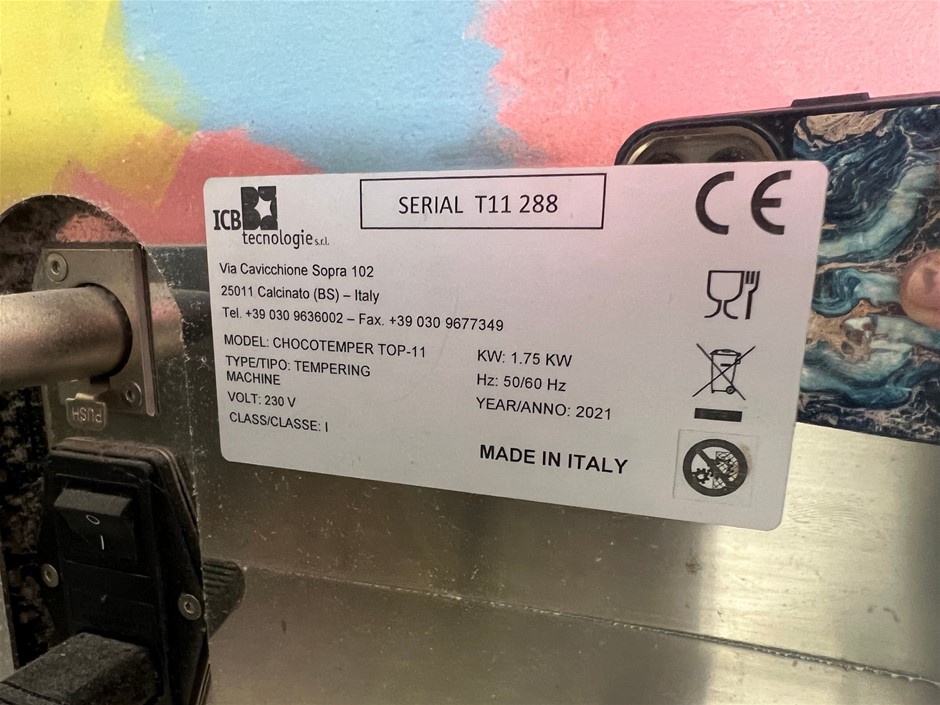 SERIAL T11 288
CE
ICB
tecnologie s.r.l.
Via Cavicchione Sopra 102
25011 Calcinato (BS) – Italy
Tel. +39 030 9636002 – Fax. +39 030 9677349
MODEL: CHOCOTEMPER TOP-11
TYPE/TIPO: TEMPERING
MACHINE
VOLT: 230 V
CLASS/CLASSE: I
KW: 1.75 KW
Hz: 50/60 Hz
YEAR/ANNO: 2021
MADE IN ITALY
PUSH
O
I